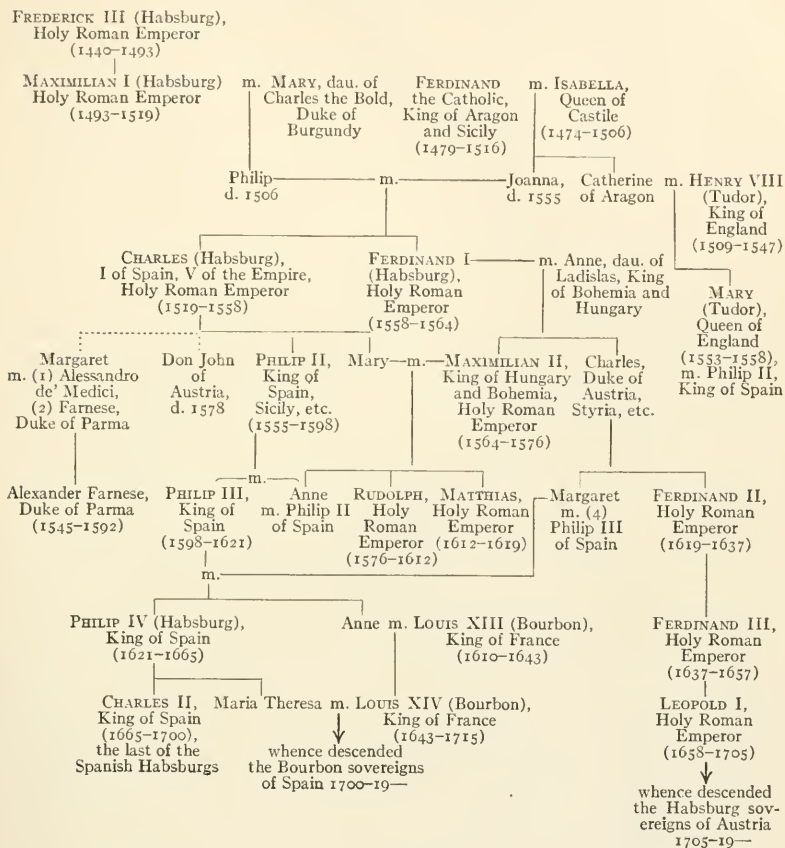 FREDERICK III (Habsburg),
Holy Roman Emperor
(1440–1493)
MAXIMILIAN I (Habsburg)
Holy Roman Emperor
(1493–1519)
m. MARY, dau. of
Charles the Bold,
Duke of
Burgundy
FERDINAND
the Catholic,
King of Aragon
and Sicily
(1479–1516)
m. ISABELLA,
Queen of
Castile
(1474–1506)
Philip
d. 1506
m.
Joanna,
d. 1555
Catherine
of Aragon
m. HENRY VIII
(Tudor),
King of
England
(1509–1547)
CHARLES (Habsburg),
I of Spain, V of the Empire,
Holy Roman Emperor
(1519–1558)
FERDINAND I
(Habsburg),
Holy Roman
Emperor
(1558–1564)
m. Anne, dau. of
Ladislas, King
of Bohemia and
Hungary
MARY
(Tudor),
Queen of
England
(1553–1558),
m. Philip II,
King of Spain
Margaret
m. (1) Alessandro
de' Medici,
(2) Farnese,
Duke of Parma
Don John
of
Austria,
d. 1578
PHILIP II,
King of
Spain,
Sicily, etc.
(1555–1598)
Mary
m.
MAXIMILIAN II,
King of Hungary
and Bohemia,
Holy Roman
Emperor
(1564–1576)
Charles,
Duke of
Austria,
Styria, etc.
Alexander Farnese,
Duke of Parma
(1545–1592)
m.
PHILIP III,
King of
Spain
(1598–1621)
Anne
m. Philip II
of Spain
RUDOLPH,
Holy
Roman
Emperor
(1576–1612)
MATTHIAS,
Holy Roman
Emperor
(1612–1619)
Margaret
m. (4)
Philip III
of Spain
FERDINAND II,
Holy Roman
Emperor
(1619–1637)
m.
PHILIP IV (Habsburg),
King of Spain
(1621–1665)
Anne m. LOUIS XIII (Bourbon),
King of France
(1610–1643)
FERDINAND III,
Holy Roman
Emperor
(1637–1657)
CHARLES II,
King of Spain
(1665–1700),
the last of the
Spanish Habsburgs
Maria Theresa m. LOUIS XIV (Bourbon),
King of France
(1643–1715)
whence descended
the Bourbon sovereigns
of Spain 1700-19—
LEOPOLD I,
Holy Roman
Emperor
(1658–1705)
whence descended
the Habsburg sov-
ereigns of Austria
1705-19—